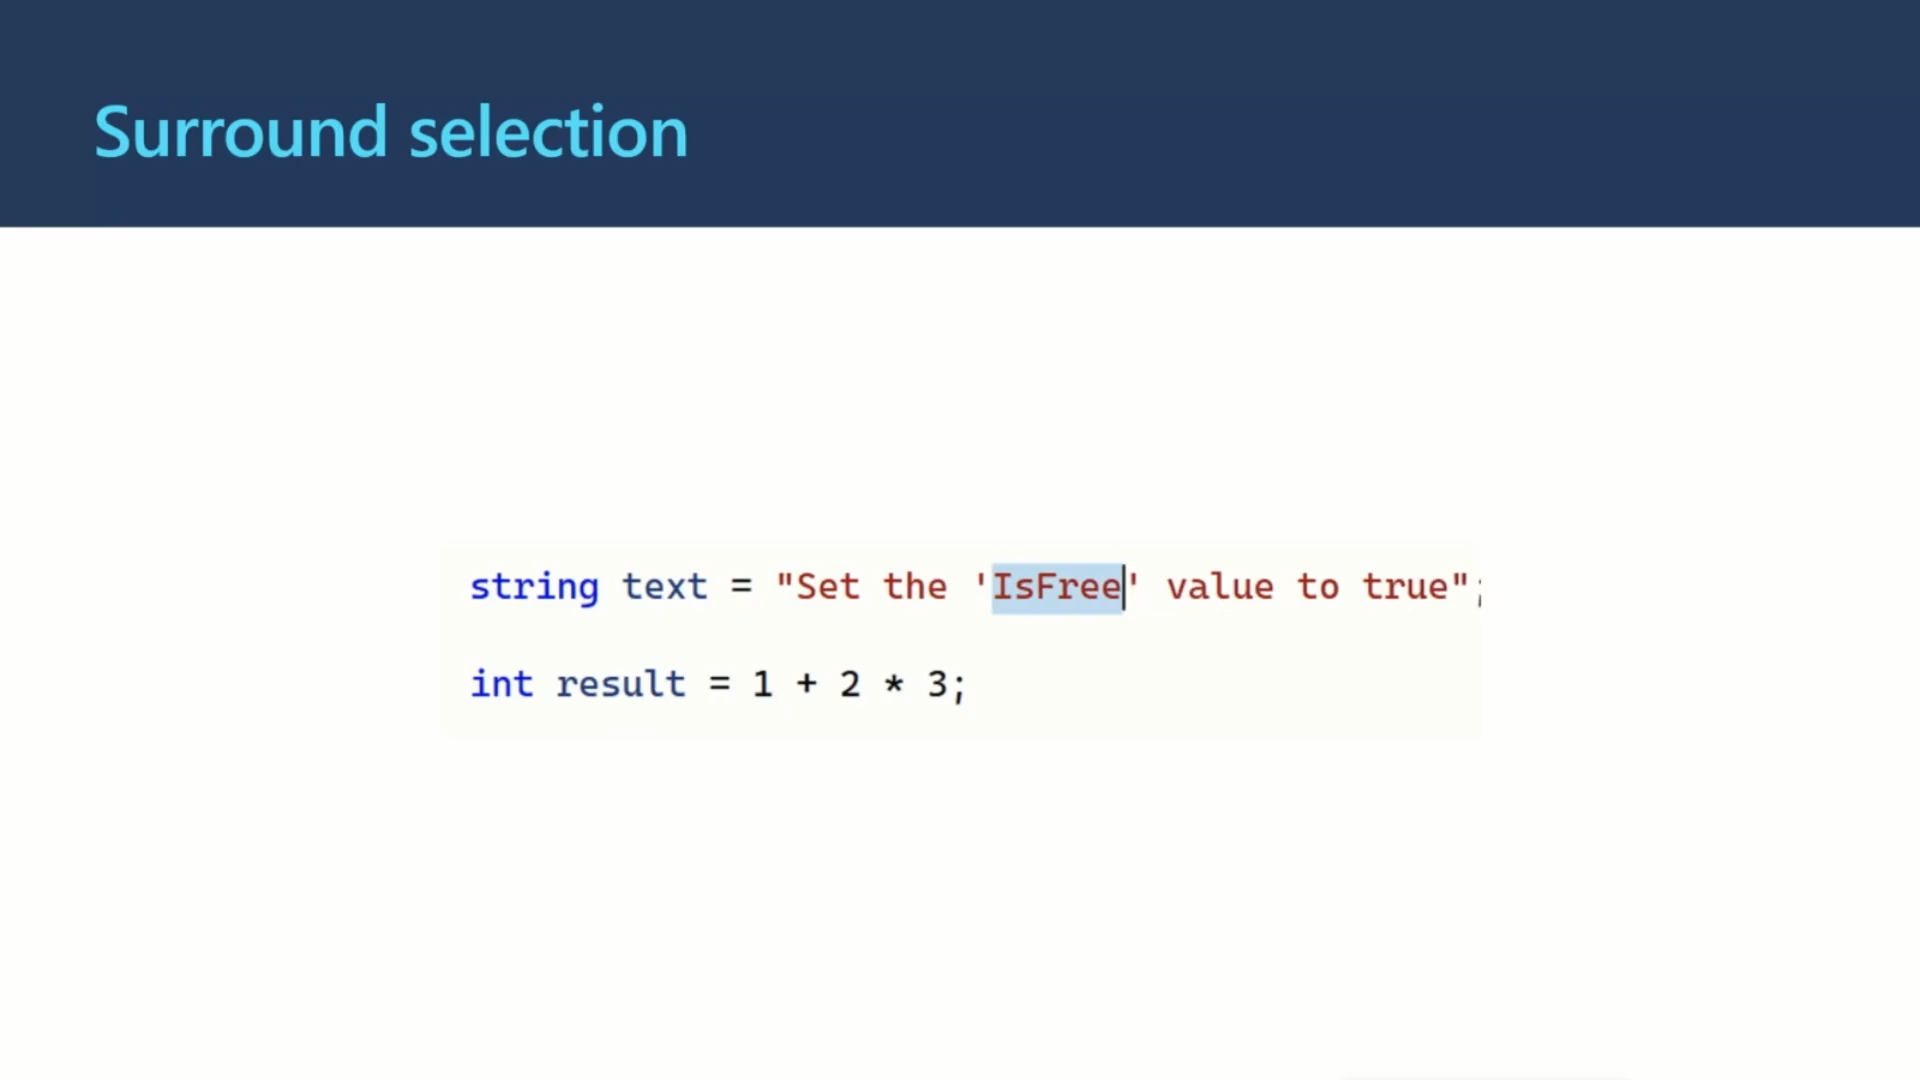 Surround selection
string text = "Set the 'IsFree' value to true";
int result = 1 + 2 * 3;